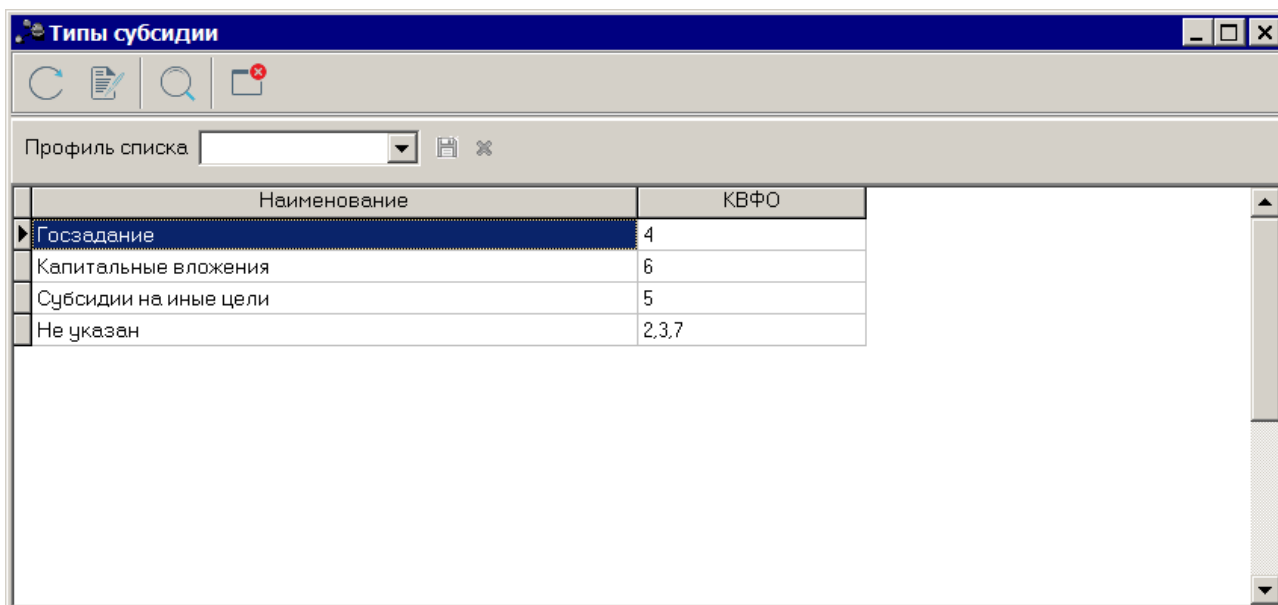 Типы субсидии
Профиль списка
Наименование КВФО
Госзадание 4
Капитальные вложения 6
Субсидии на иные цели 5
Не указан 2,3,7